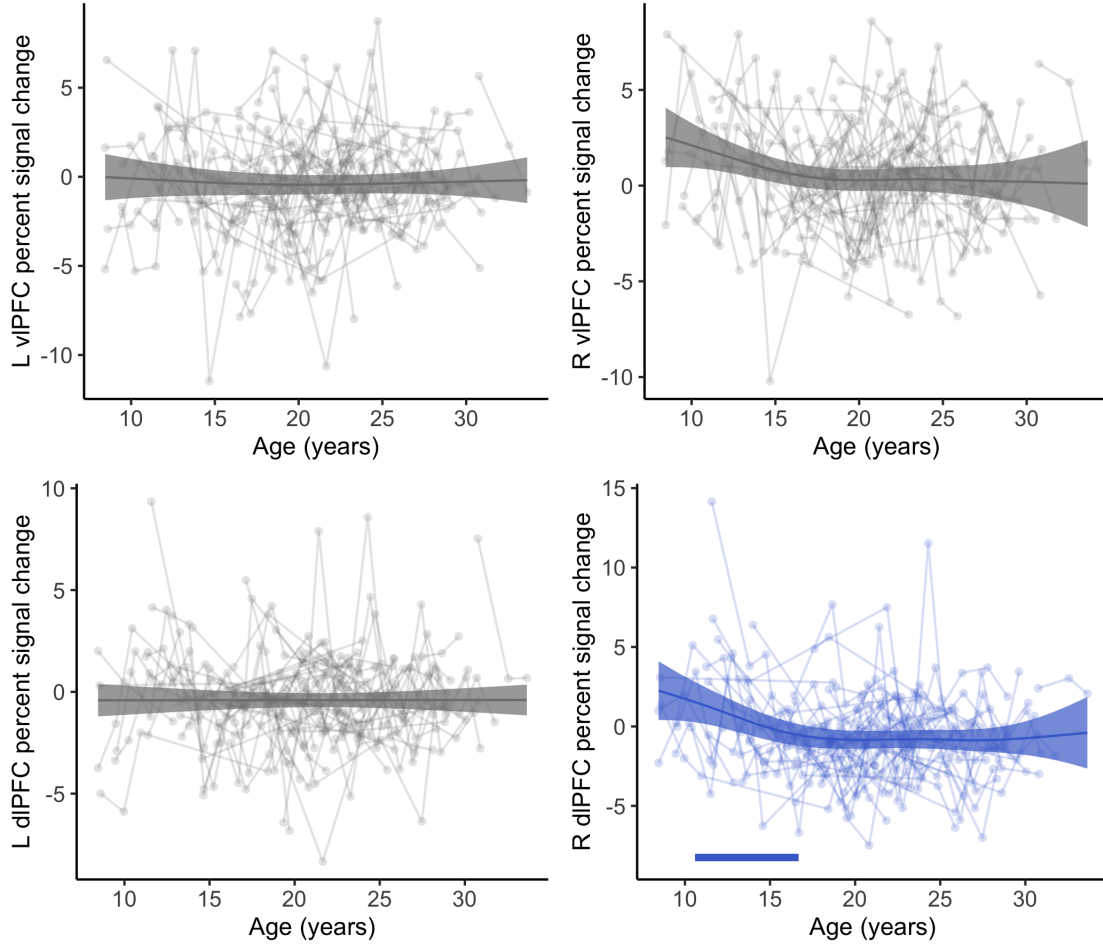 L vlPFC percent signal change
5
0
-5
-10
10 15 20 25 30
Age (years)
R vlPFC percent signal change
5
0
-5
-10
10 15 20 25 30
Age (years)
L dlPFC percent signal change
10
5
0
-5
10 15 20 25 30
Age (years)
R dlPFC percent signal change
15
10
5
0
-5
10 15 20 25 30
Age (years)